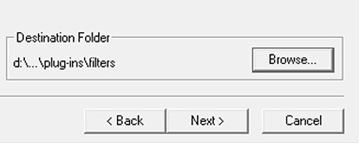 Destination Folder
d:\...\plug-ins\filters
Browse...
< Back
Next >
Cancel